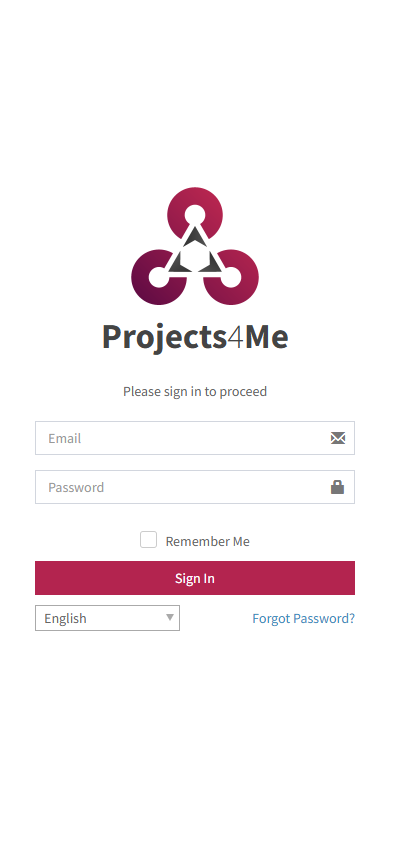 Projects4Me
Please sign in to proceed
Email
Password
Remember Me
Sign In
English
Forgot Password?